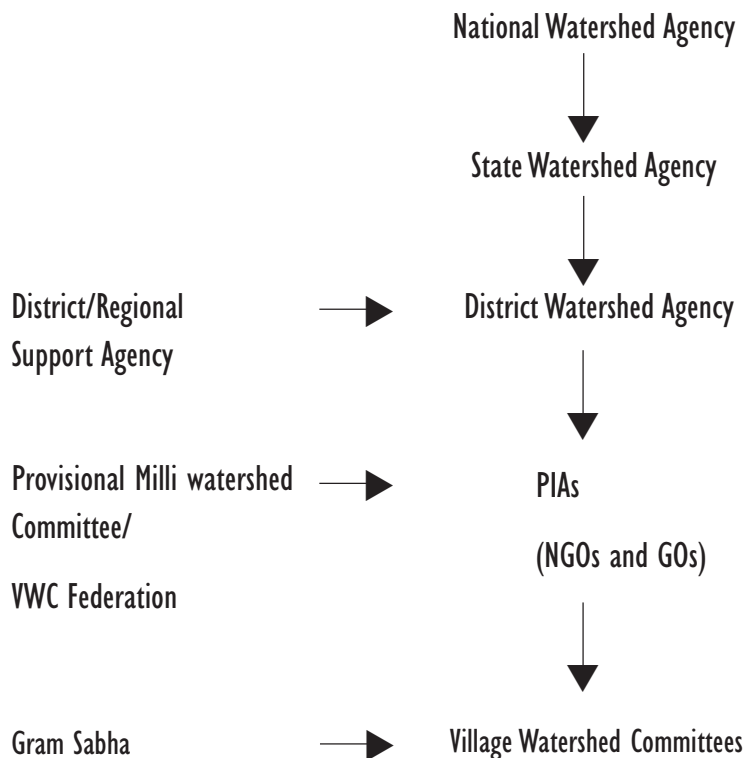 National Watershed Agency
State Watershed Agency
District/Regional
Support Agency
District Watershed Agency
Provisional Milli watershed
Committee/
VWC Federation
PIAs
(NGOs and GOs)
Gram Sabha
Village Watershed Committees